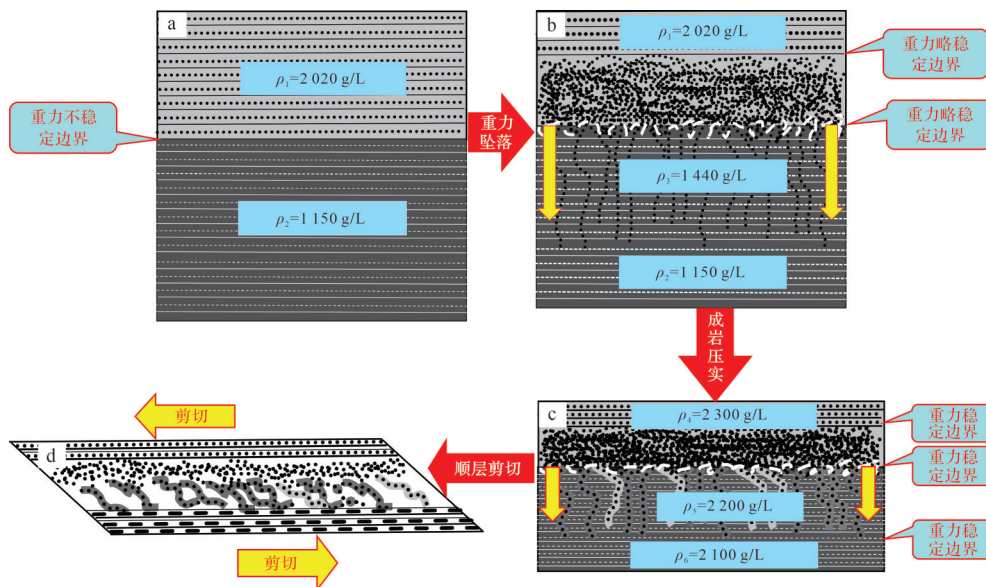 a
ρ₁=2 020 g/L
重力不稳
定边界
ρ₂=1 150 g/L
重力
坠落
b
ρ₁=2 020 g/L
重力略稳
定边界
重力略稳
定边界
ρ₃=1 440 g/L
ρ₂=1 150 g/L
成岩压实
c
ρ₄=2 300 g/L
重力稳
定边界
重力稳
定边界
ρ₅=2 200 g/L
重力稳
定边界
ρ₆=2 100 g/L
顺层剪切
剪切
d
剪切